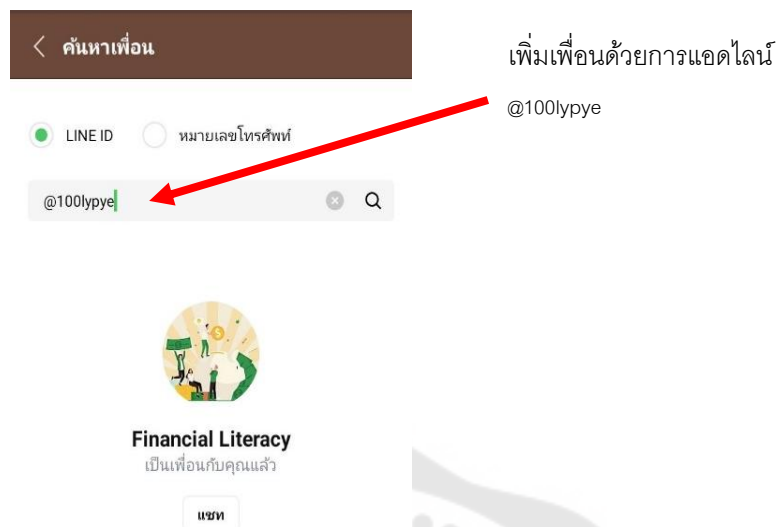 ค้นหาเพื่อน
เพิ่มเพื่อนด้วยการแอดไลน์
@100lypye
LINE ID หมายเลขโทรศัพท์
@100lypye
Financial Literacy
เป็นเพื่อนกับคุณแล้ว
แชท